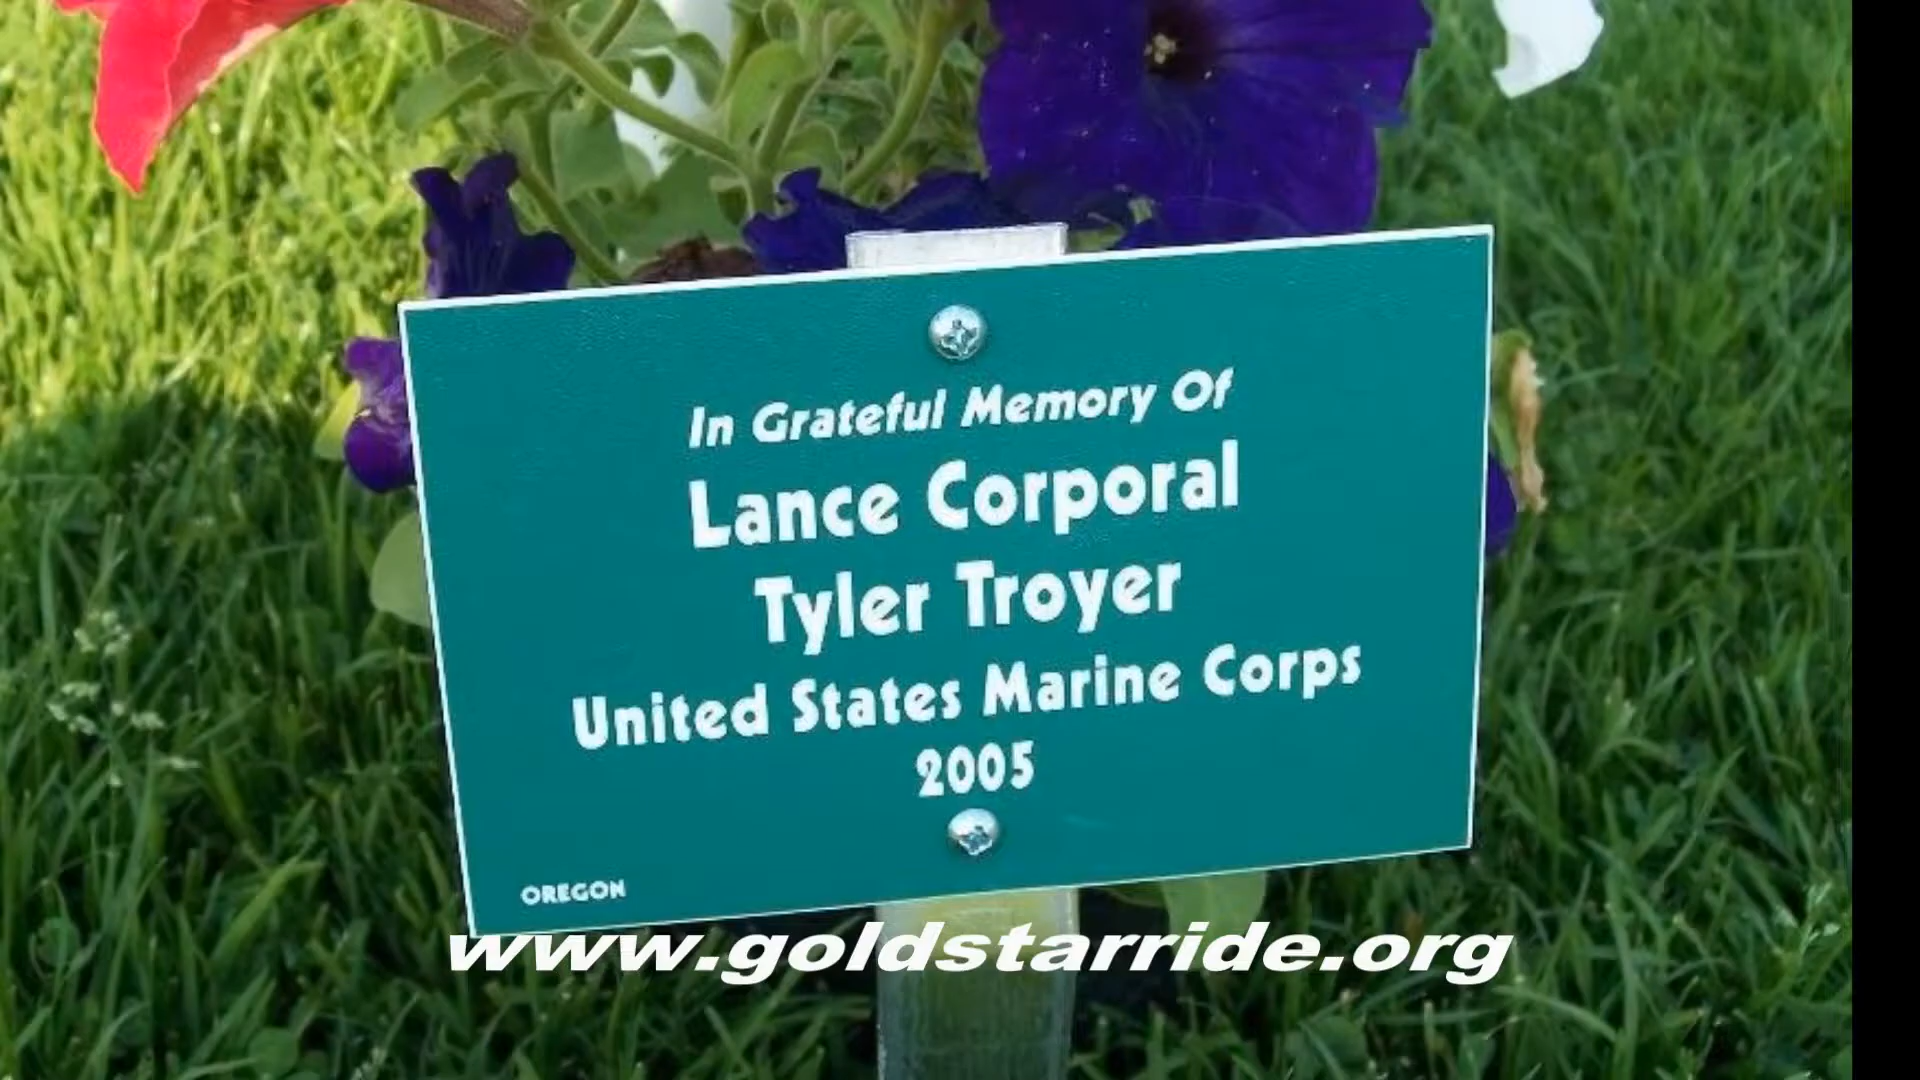 In Grateful Memory Of
Lance Corporal
Tyler Troyer
United States Marine Corps
2005
OREGON
www.goldstarride.org